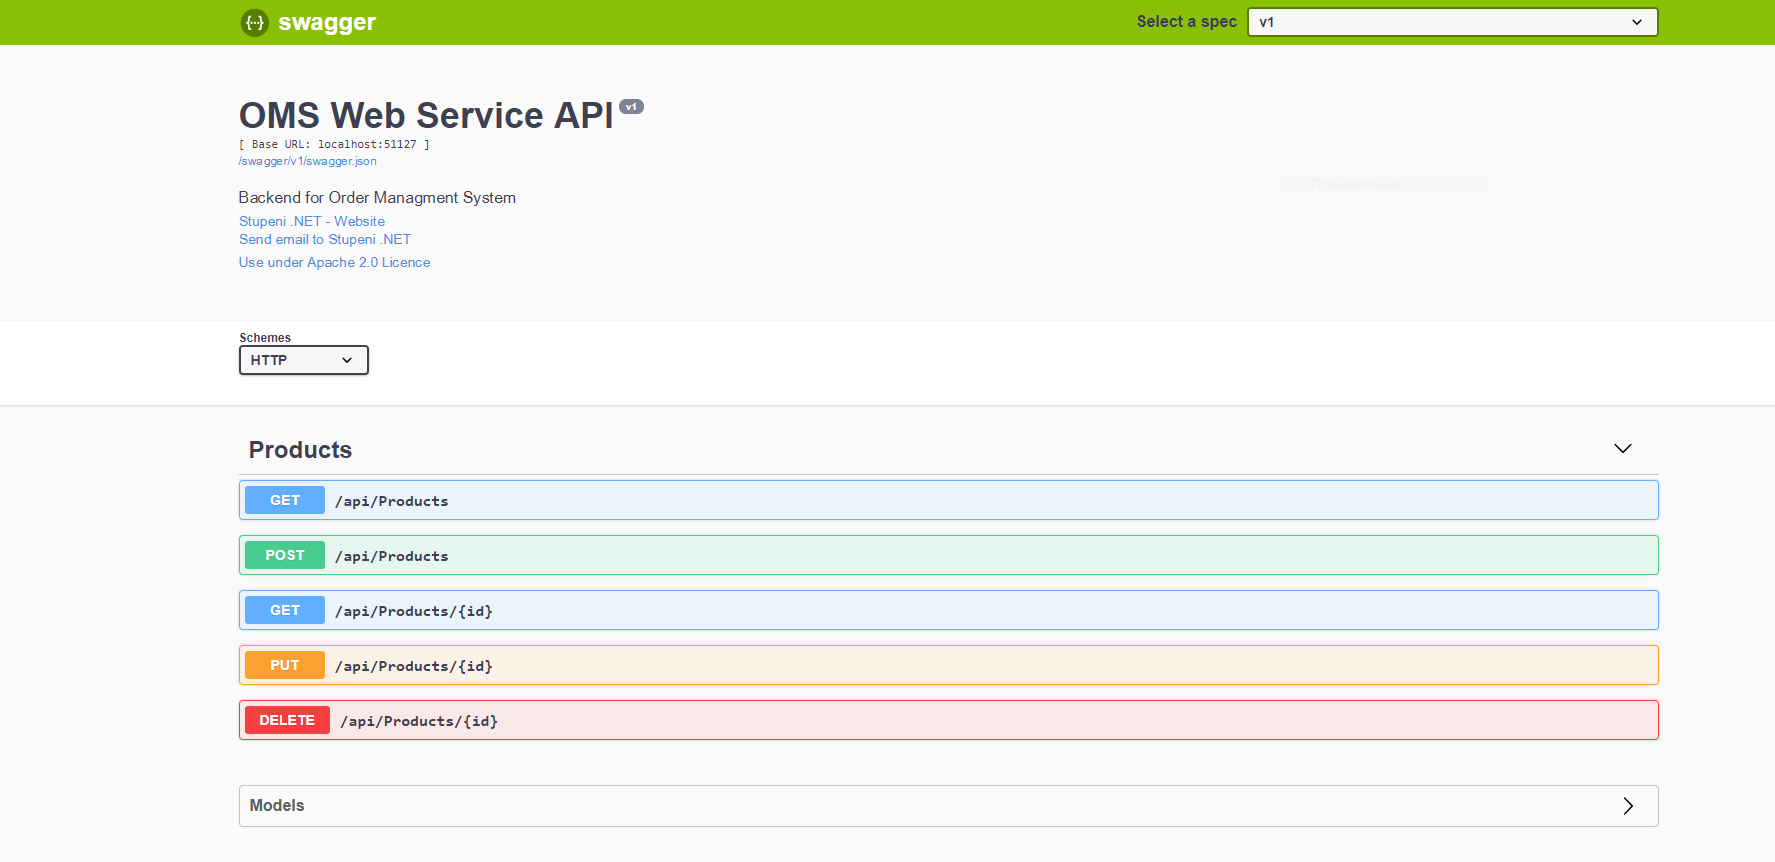 swagger
Select a spec v1
OMS Web Service API v1
[ Base URL: localhost:51127 ]
/swagger/v1/swagger.json
Backend for Order Managment System
Stupeni .NET - Website
Send email to Stupeni .NET
Use under Apache 2.0 Licence
Schemes
HTTP
Products
GET /api/Products
POST /api/Products
GET /api/Products/{id}
PUT /api/Products/{id}
DELETE /api/Products/{id}
Models